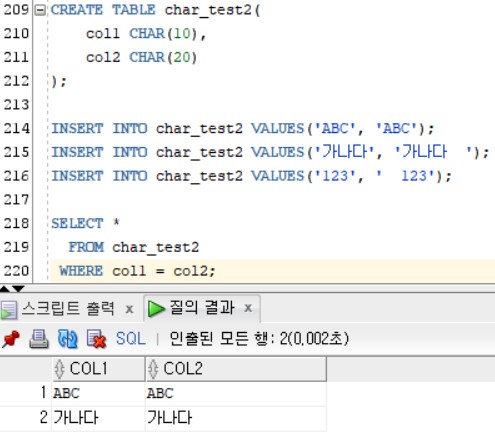 209 CREATE TABLE char_test2(
210 col1 CHAR(10),
211 col2 CHAR(20)
212 );
213
214 INSERT INTO char_test2 VALUES('ABC', 'ABC');
215 INSERT INTO char_test2 VALUES('가나다', '가나다  ');
216 INSERT INTO char_test2 VALUES('123', '  123');
217
218 SELECT *
219 FROM char_test2
220 WHERE col1 = col2;
스크립트 출력 x 질의 결과 x
SQL | 인출된 모든 행: 2(0,002초)
COL1 COL2
1 ABC ABC
2 가나다 가나다